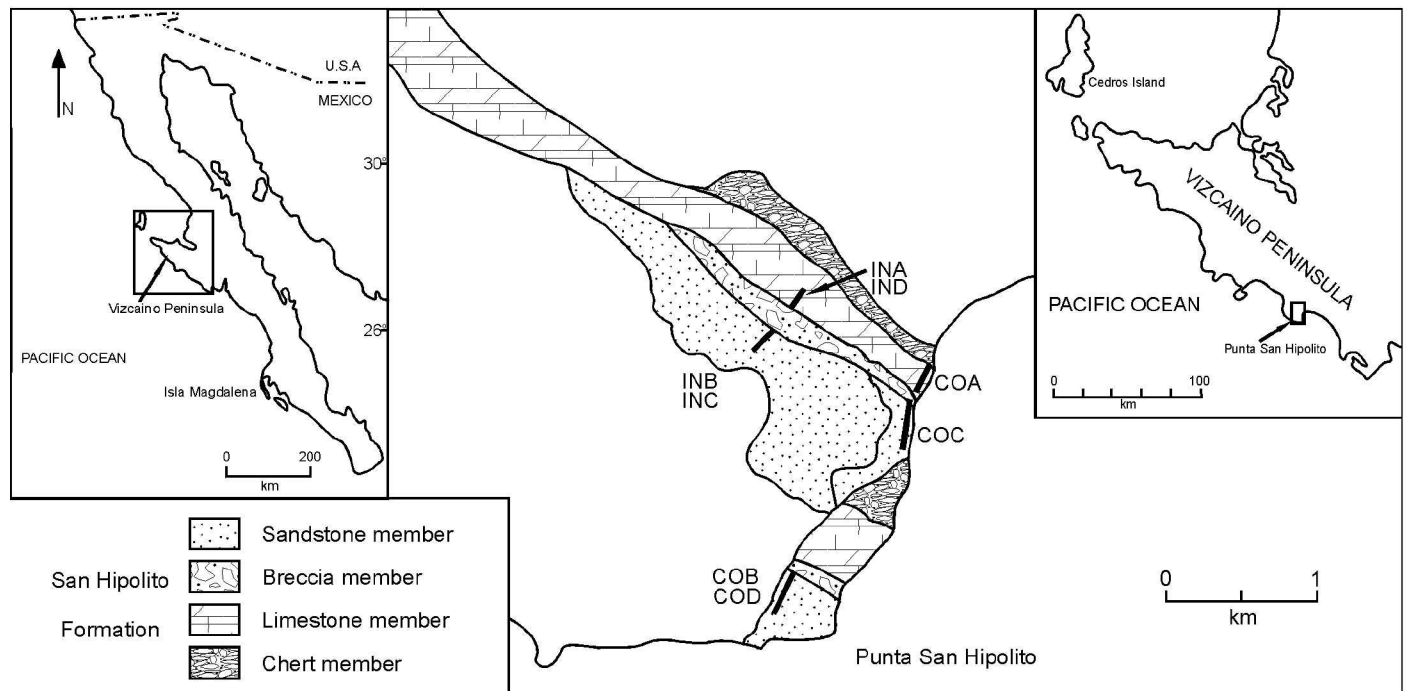 U.S.A
MEXICO
N
30°
26°
Vizcaino Peninsula
PACIFIC OCEAN
Isla Magdalena
0 200
km
INA
IND
INB
INC
COA
COC
COB
COD
Punta San Hipolito
0 1
km
Cedros Island
VIZCAINO PENINSULA
PACIFIC OCEAN
Punta San Hipolito
0 100
km
San Hipolito
Formation
Sandstone member
Breccia member
Limestone member
Chert member